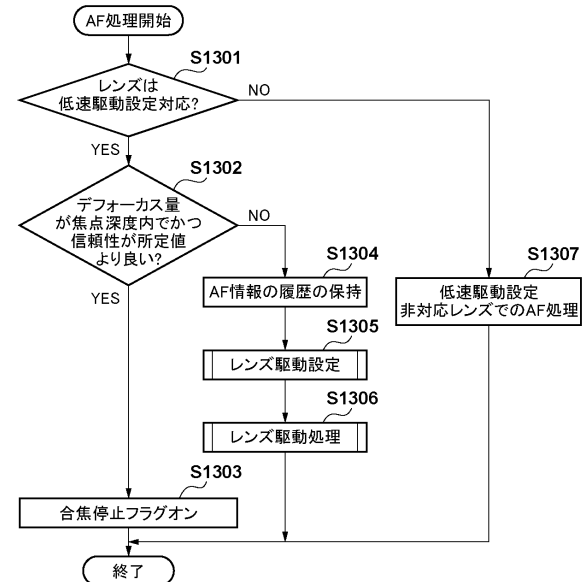 AF処理開始
S1301
レンズは
低速駆動設定対応?
NO
YES
S1302
デフォーカス量
が焦点深度内でかつ
信頼性が所定値
より良い?
NO
YES
S1304
AF情報の履歴の保持
S1305
レンズ駆動設定
S1306
レンズ駆動処理
S1307
低速駆動設定
非対応レンズでのAF処理
S1303
合焦停止フラグオン
終了